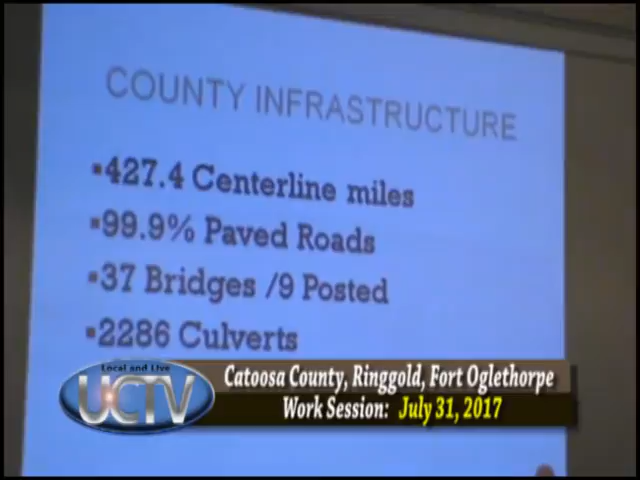 COUNTY INFRASTRUCTURE
▪427.4 Centerline miles
▪99.9% Paved Roads
▪37 Bridges /9 Posted
▪2286 Culverts
Local and Live
UCTV
Catoosa County, Ringgold, Fort Oglethorpe
Work Session: July 31, 2017